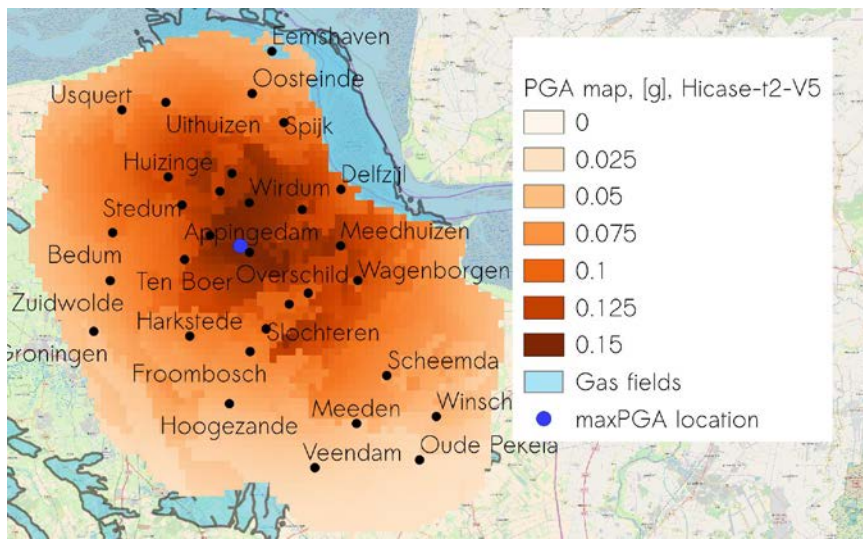 Eemshaven
Oosteinde
Usquert
Uithuizen
Spijk
Huizinge
Delfzijl
Wirdum
Stedum
Appingedam
Meedhuizen
Bedum
Ten Boer
Overschild
Wagenborgen
Zuidwolde
Harkstede
Slochteren
Groningen
Froombosch
Scheemda
Hoogezande
Meeden
Winsch
Veendam
Oude Pekela
PGA map, [g], Hicase-t2-V5
0
0.025
0.05
0.075
0.1
0.125
0.15
Gas fields
maxPGA location